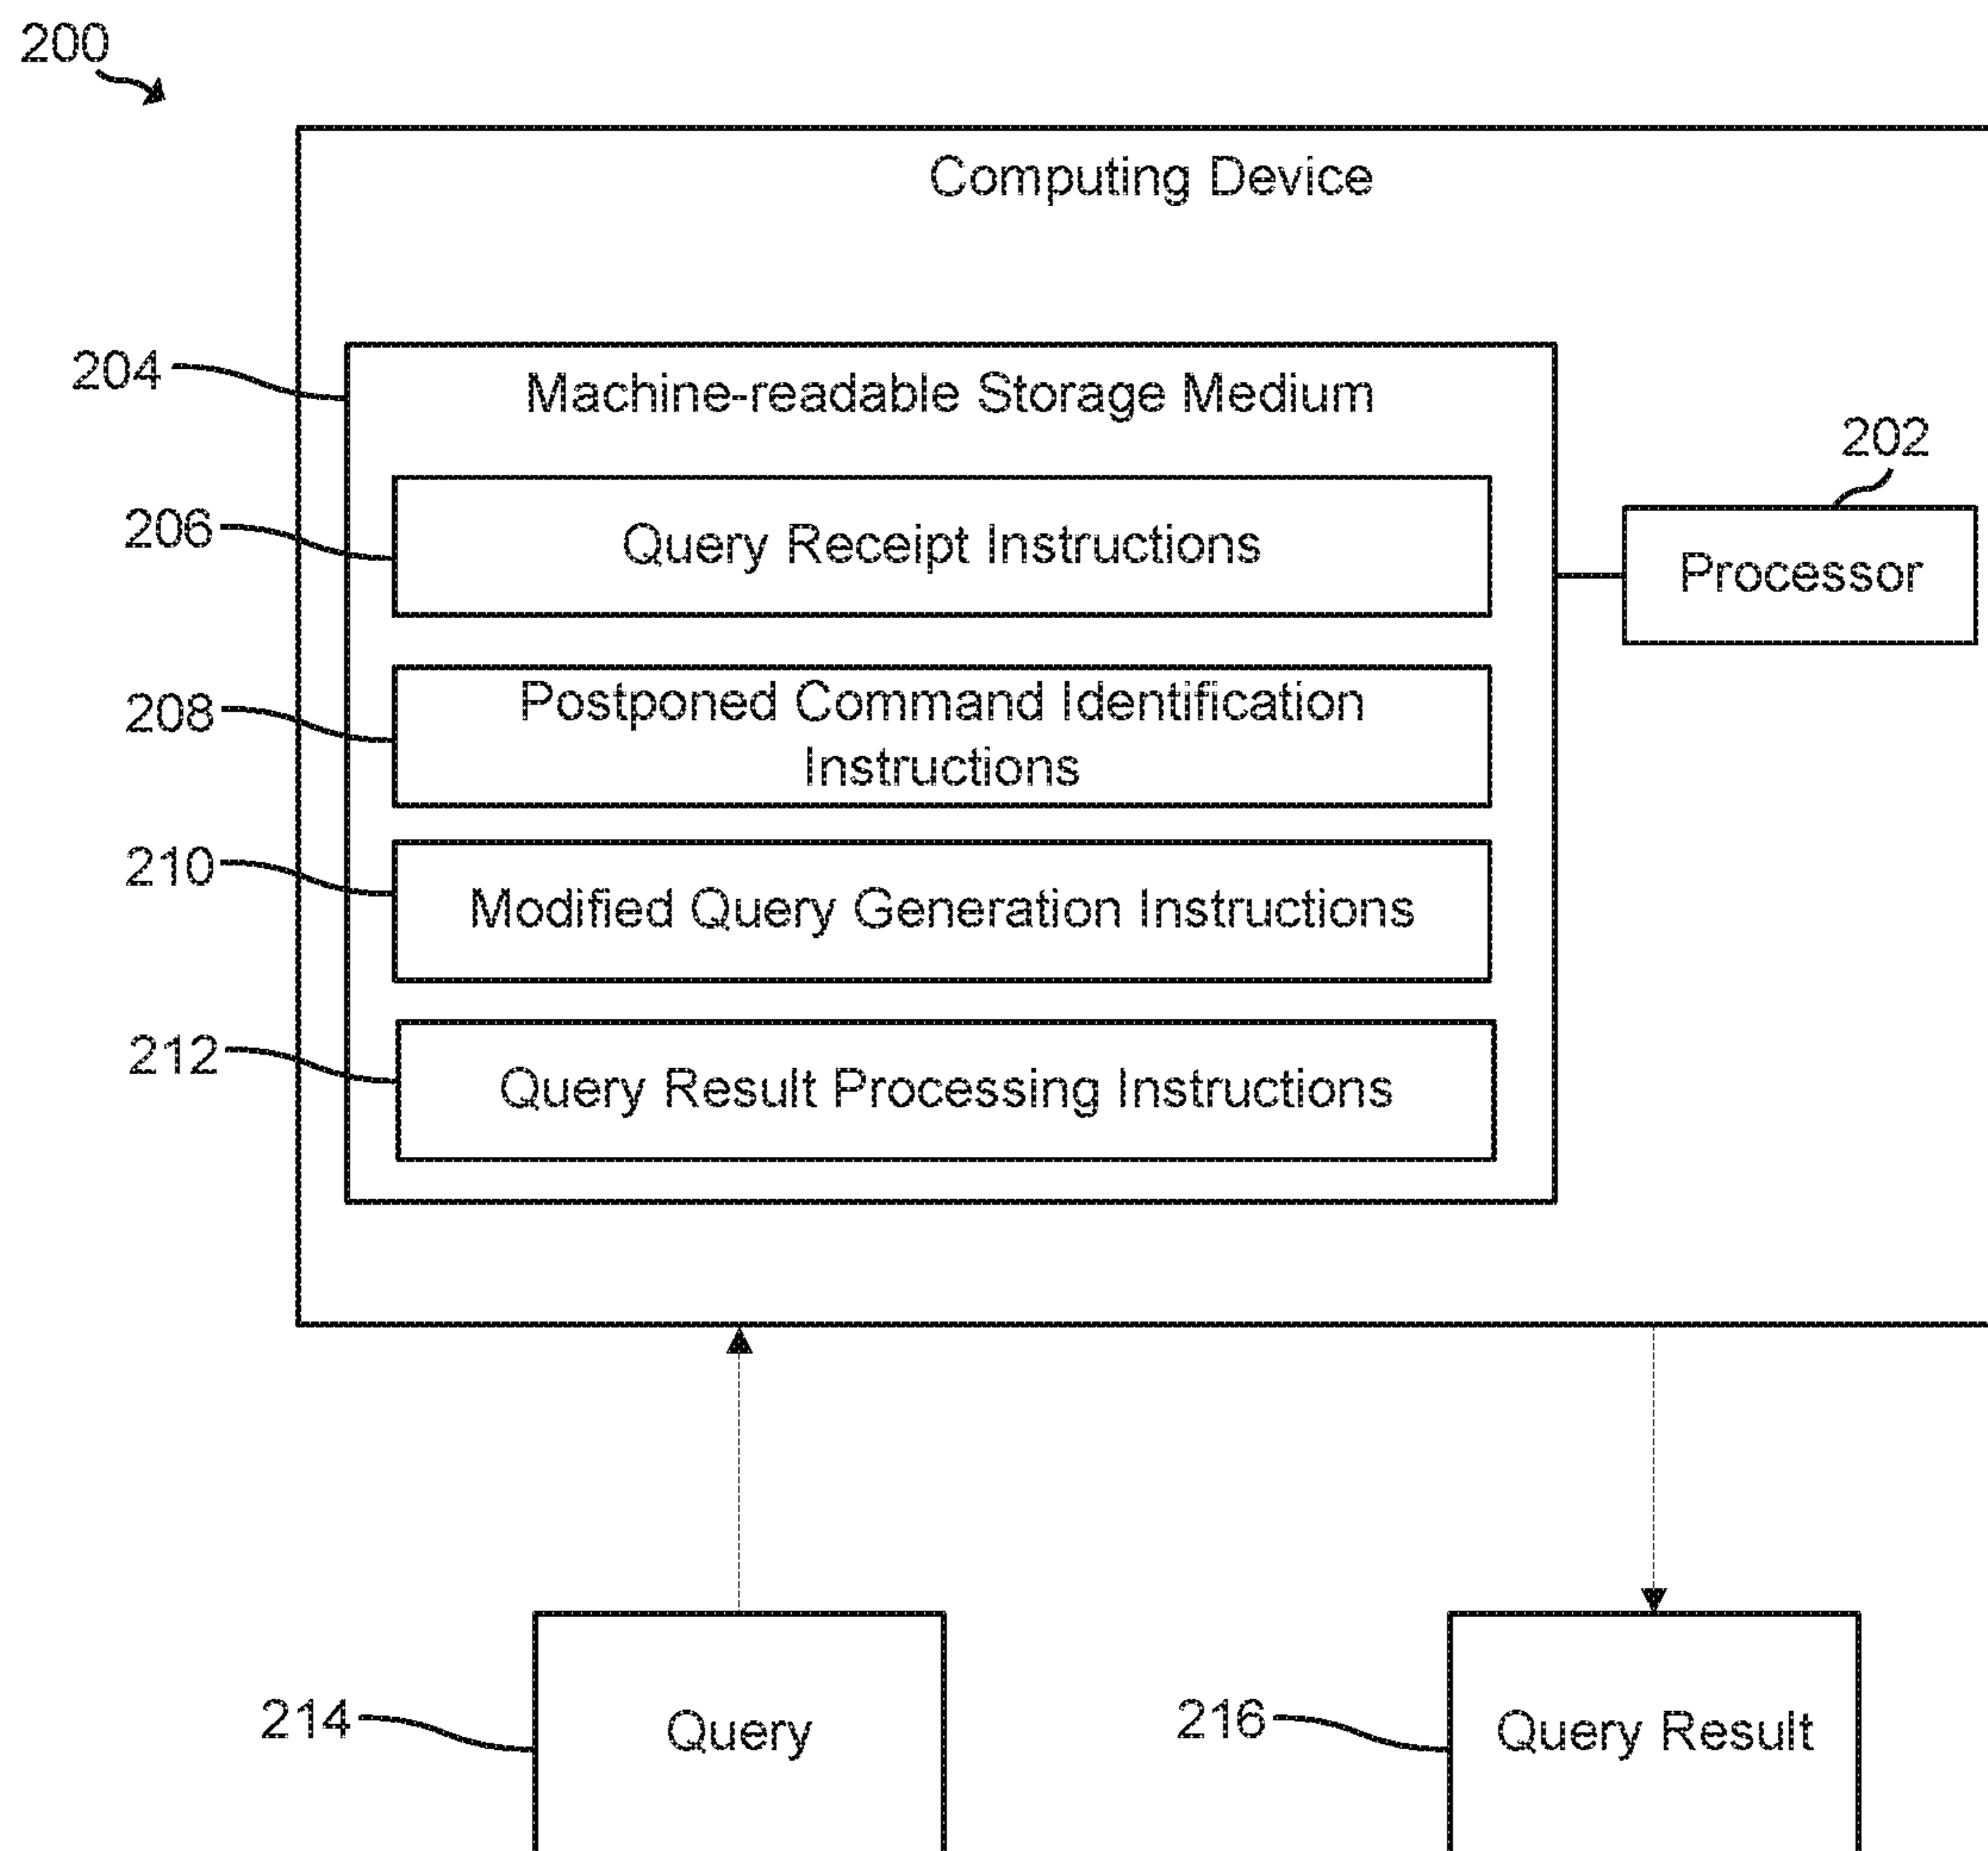 200
Computing Device
204
Machine-readable Storage Medium
202
206
Query Receipt Instructions
Processor
208
Postponed Command Identification
Instructions
210
Modified Query Generation Instructions
212
Query Result Processing Instructions
214
Query
216
Query Result